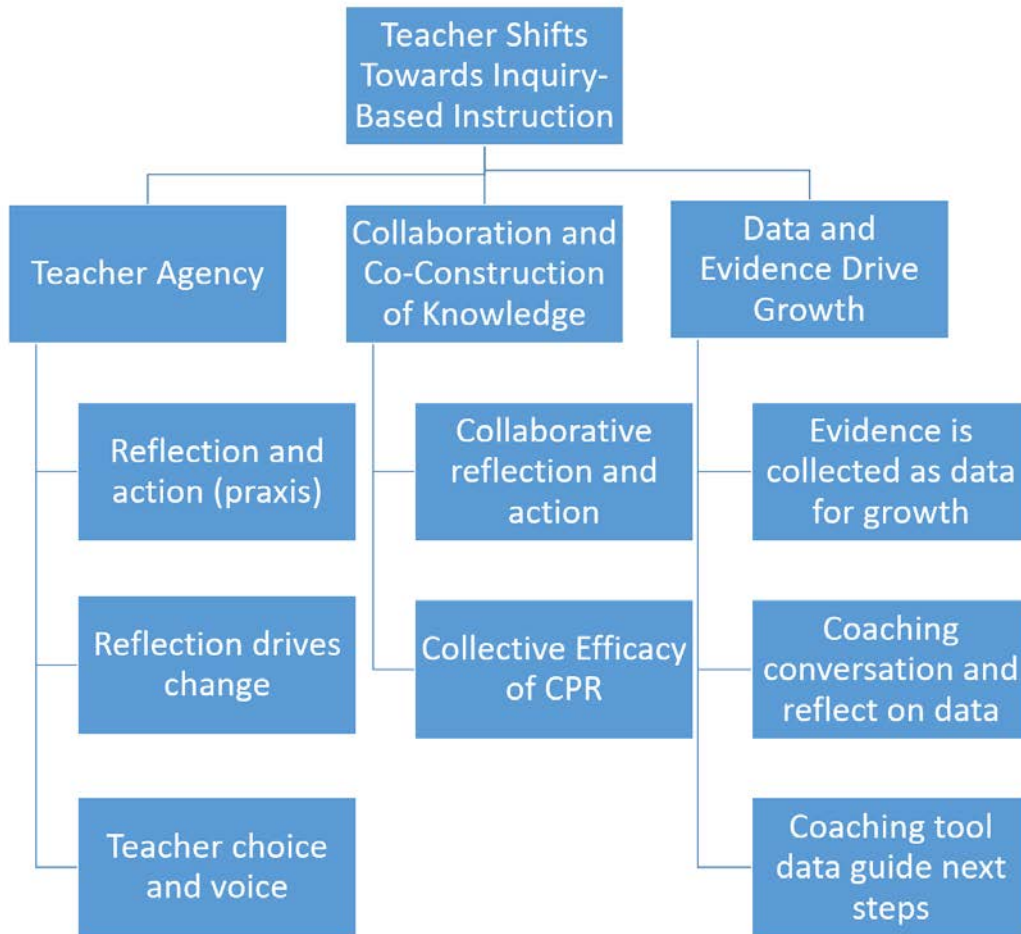 Teacher Shifts
Towards Inquiry-
Based Instruction
Teacher Agency
Reflection and
action (praxis)
Reflection drives
change
Teacher choice
and voice
Collaboration and
Co-Construction
of Knowledge
Collaborative
reflection and
action
Collective Efficacy
of CPR
Data and
Evidence Drive
Growth
Evidence is
collected as data
for growth
Coaching
conversation and
reflect on data
Coaching tool
data guide next
steps